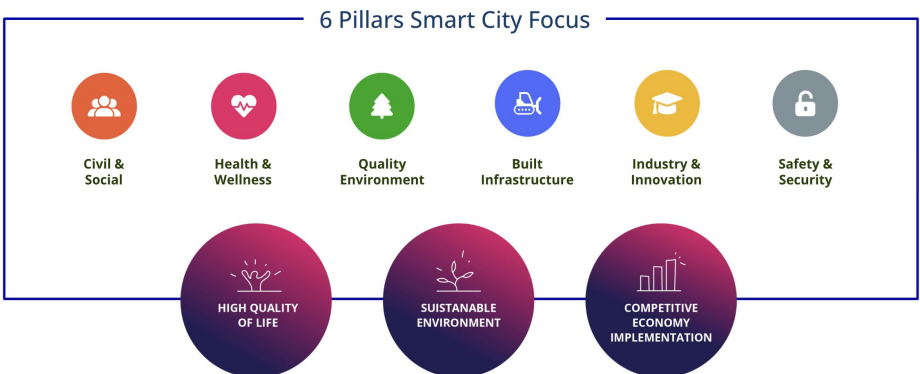 6 Pillars Smart City Focus
Civil &
Social
Health &
Wellness
Quality
Environment
Built
Infrastructure
Industry &
Innovation
Safety &
Security
HIGH QUALITY
OF LIFE
SUISTANABLE
ENVIRONMENT
COMPETITIVE
ECONOMY
IMPLEMENTATION